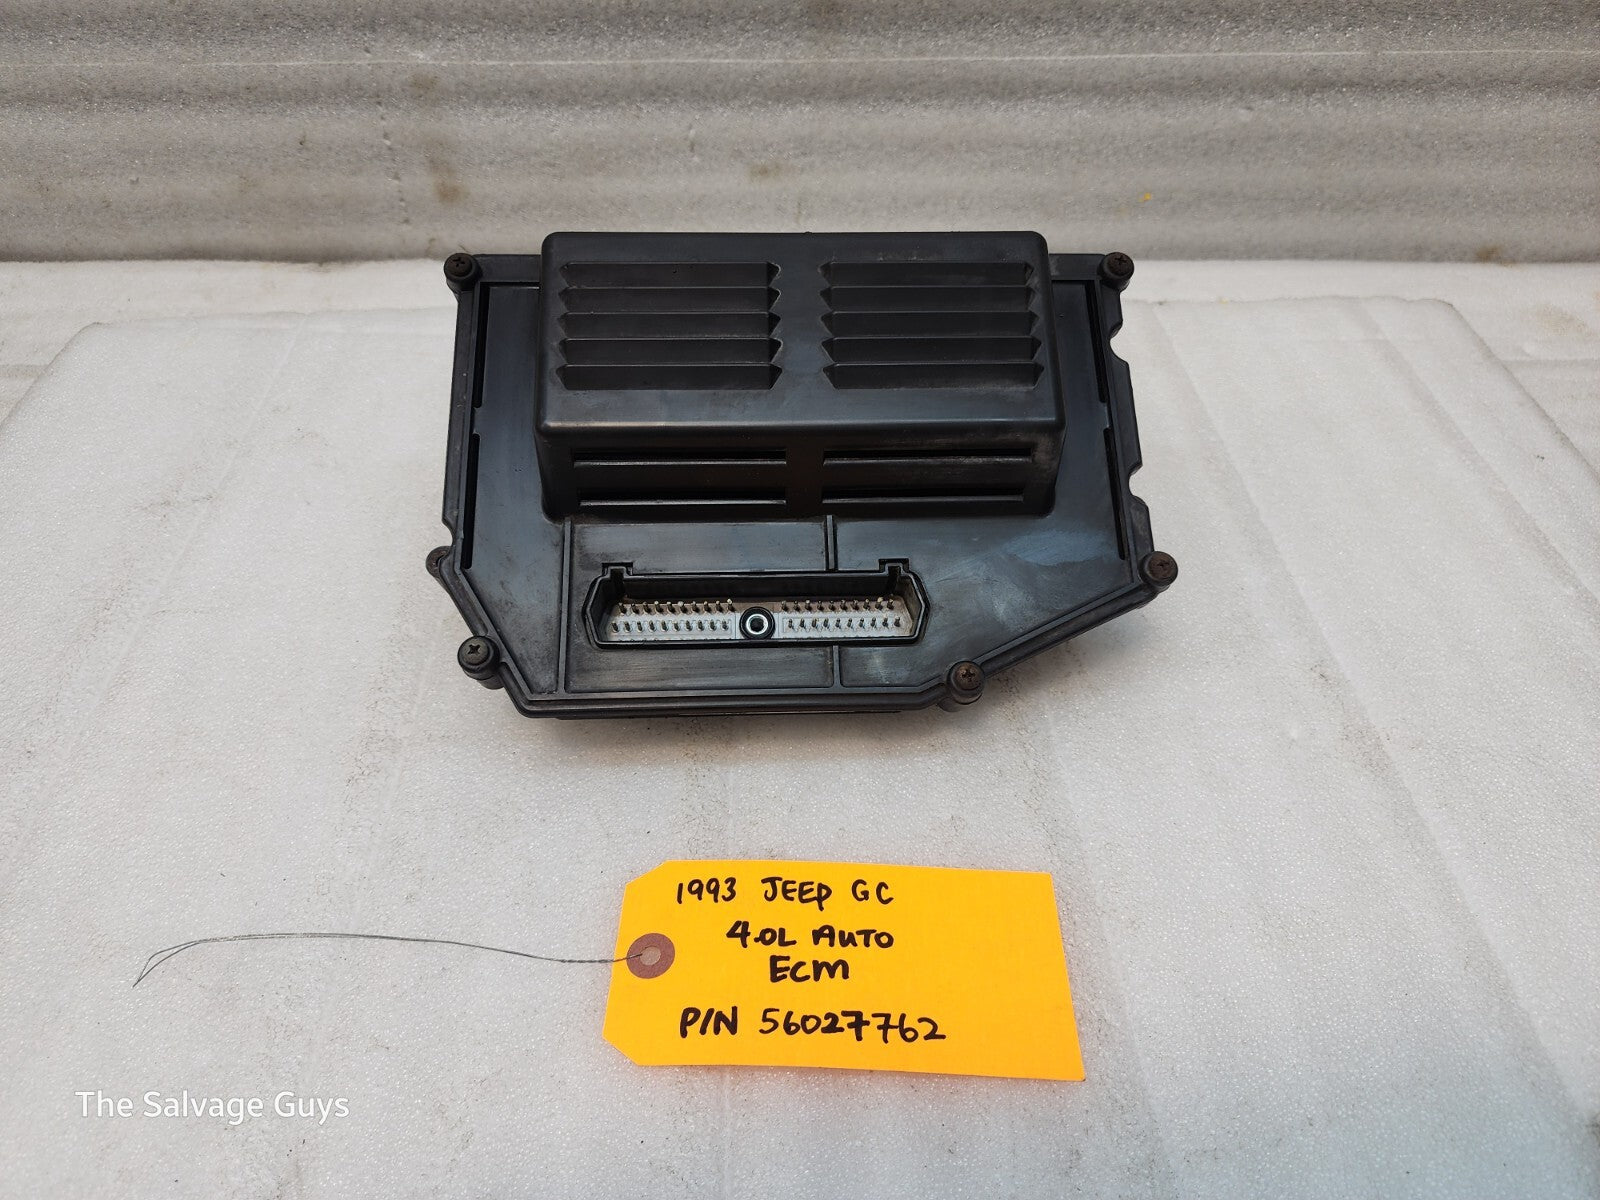 1993 JEEP GC
4.0L AUTO
ECM
P/N 56027762
The Salvage Guys